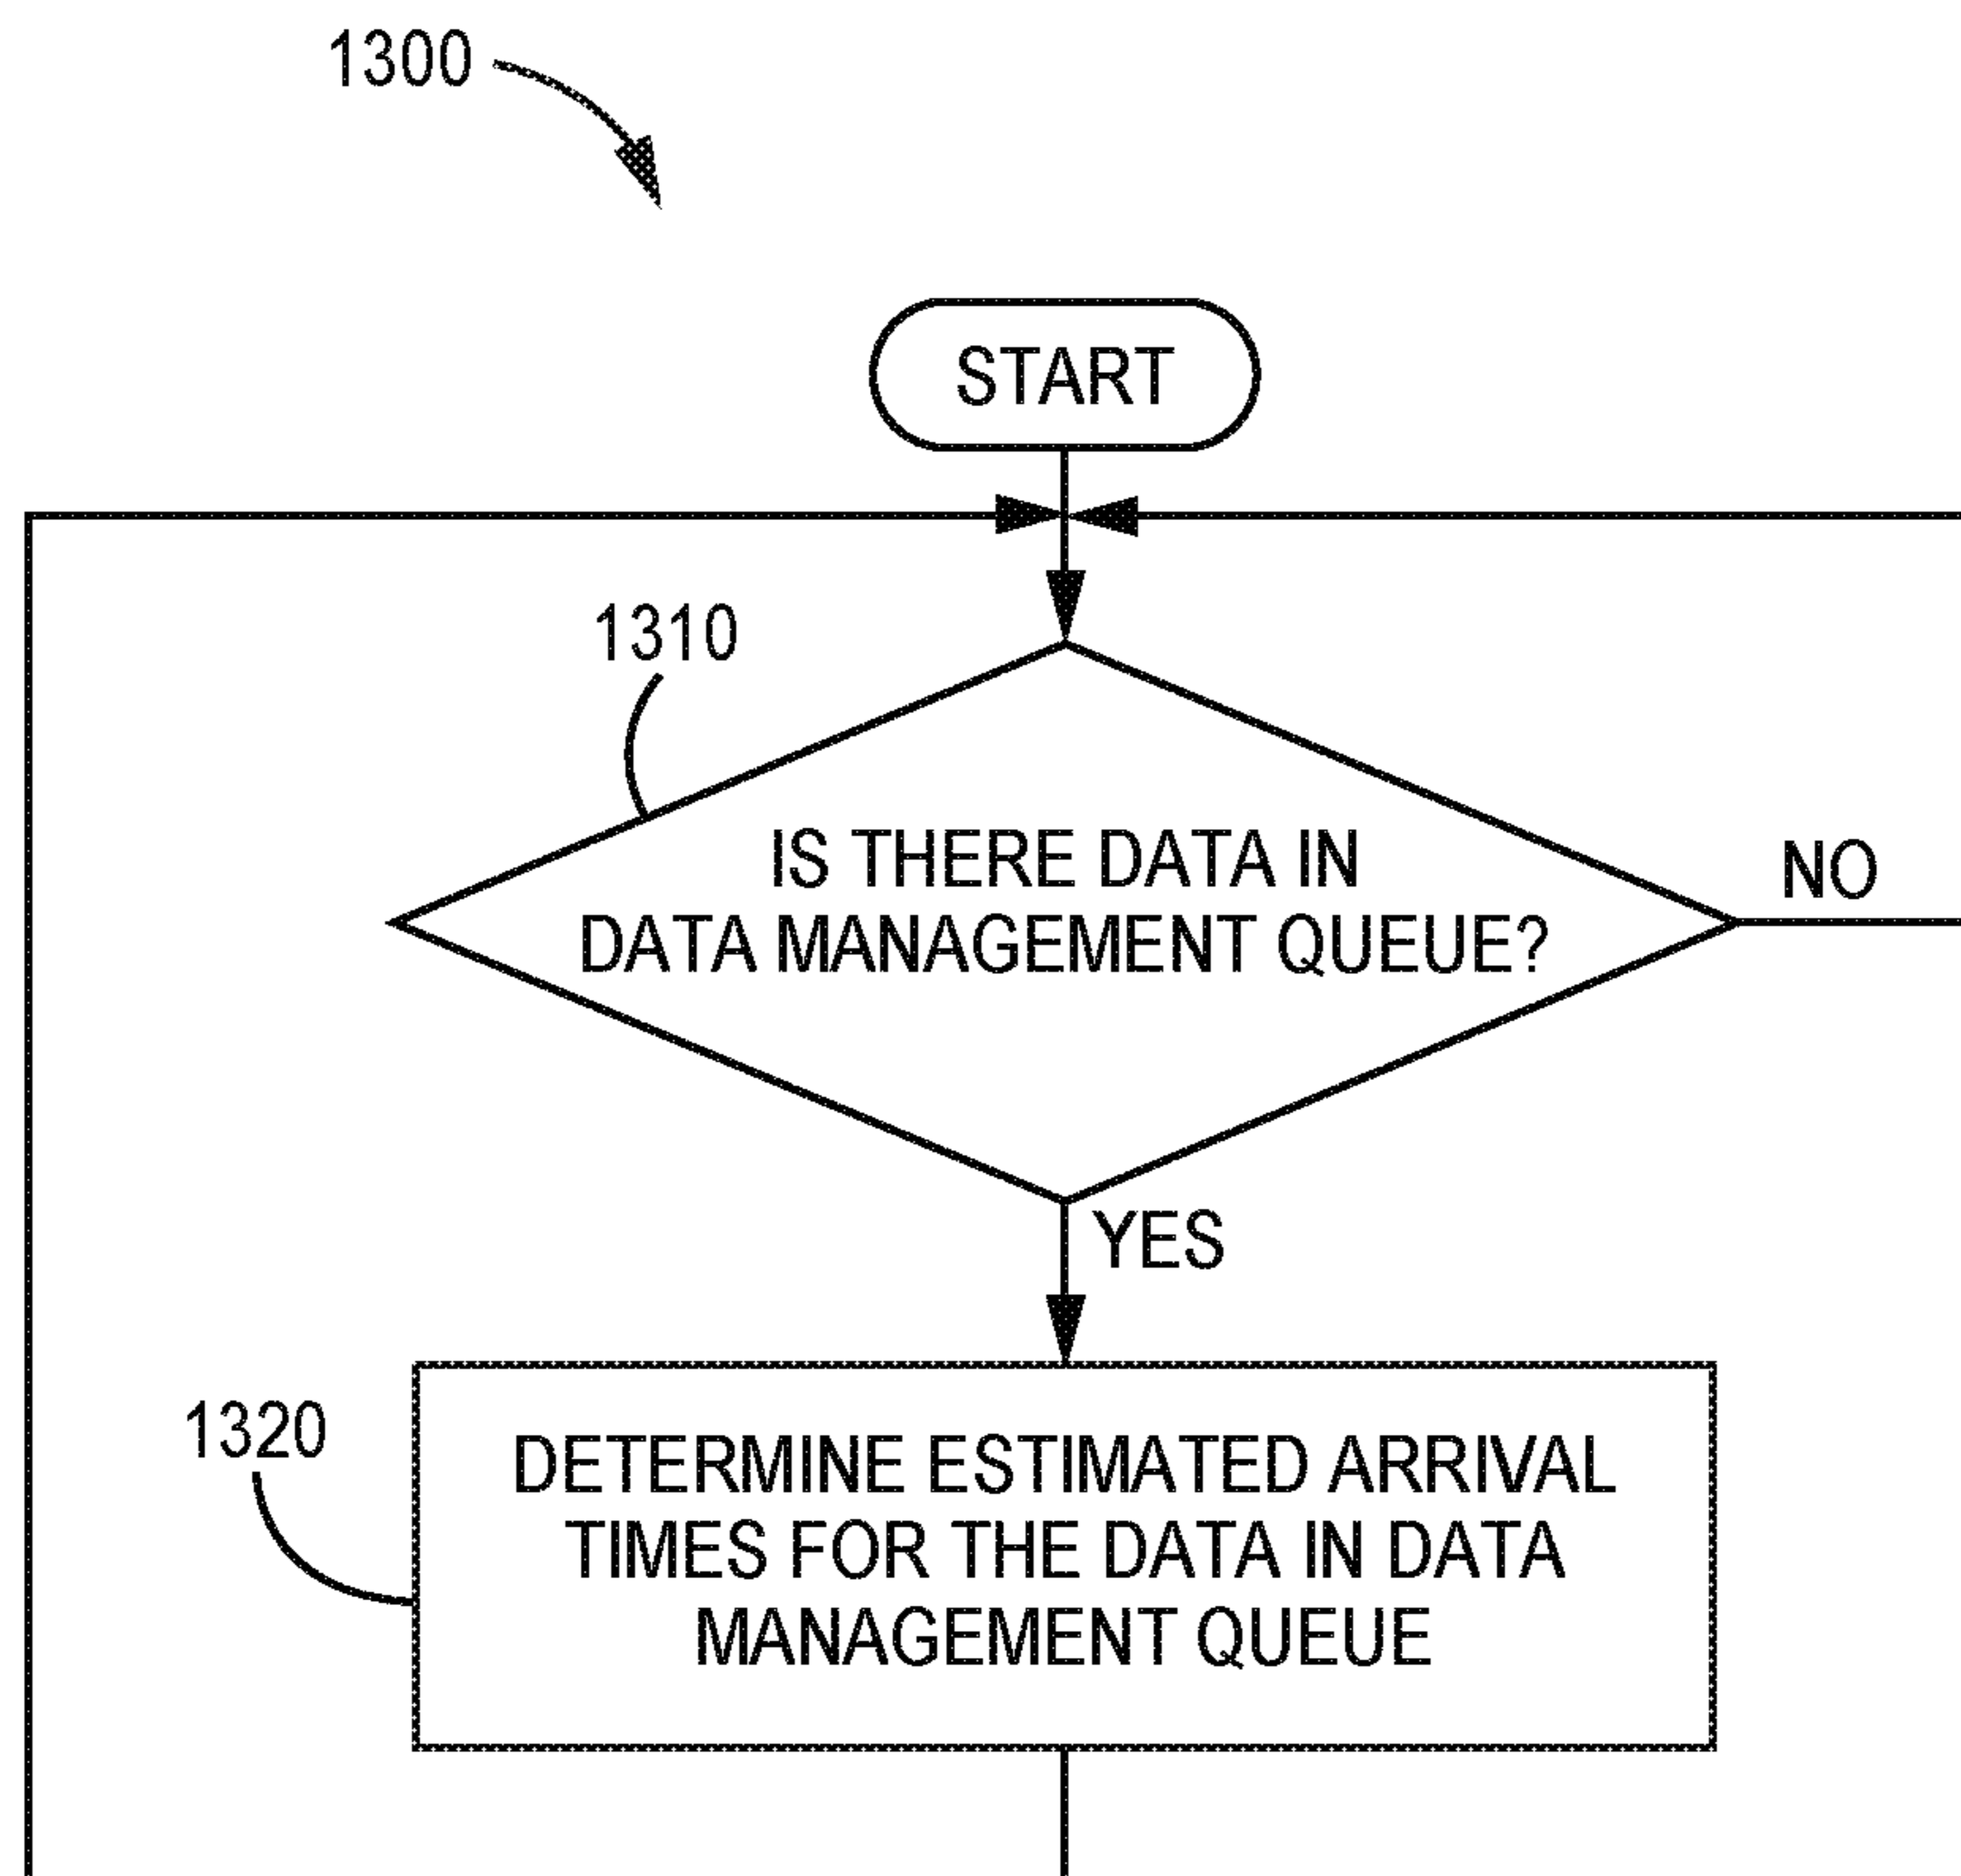 1300
START
1310
IS THERE DATA IN
DATA MANAGEMENT QUEUE?
NO
YES
1320
DETERMINE ESTIMATED ARRIVAL
TIMES FOR THE DATA IN DATA
MANAGEMENT QUEUE